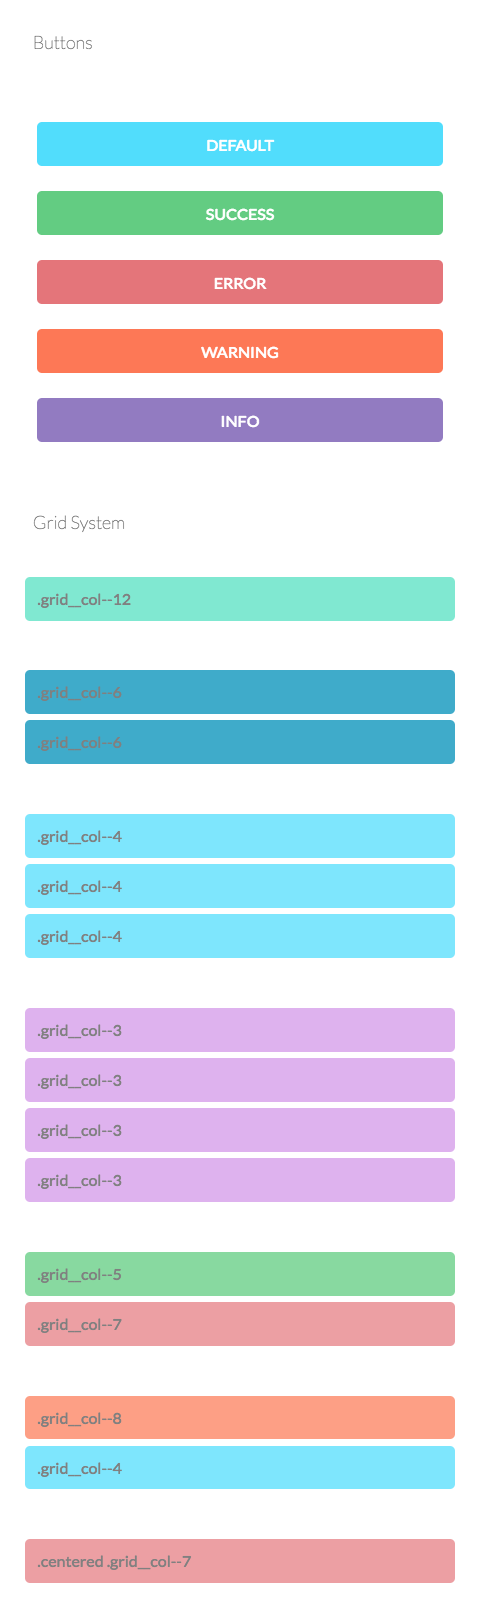 Buttons
DEFAULT
SUCCESS
ERROR
WARNING
INFO
Grid System
.grid__col--12
.grid__col--6
.grid__col--6
.grid__col--4
.grid__col--4
.grid__col--4
.grid__col--3
.grid__col--3
.grid__col--3
.grid__col--3
.grid__col--5
.grid__col--7
.grid__col--8
.grid__col--4
.centered .grid__col--7